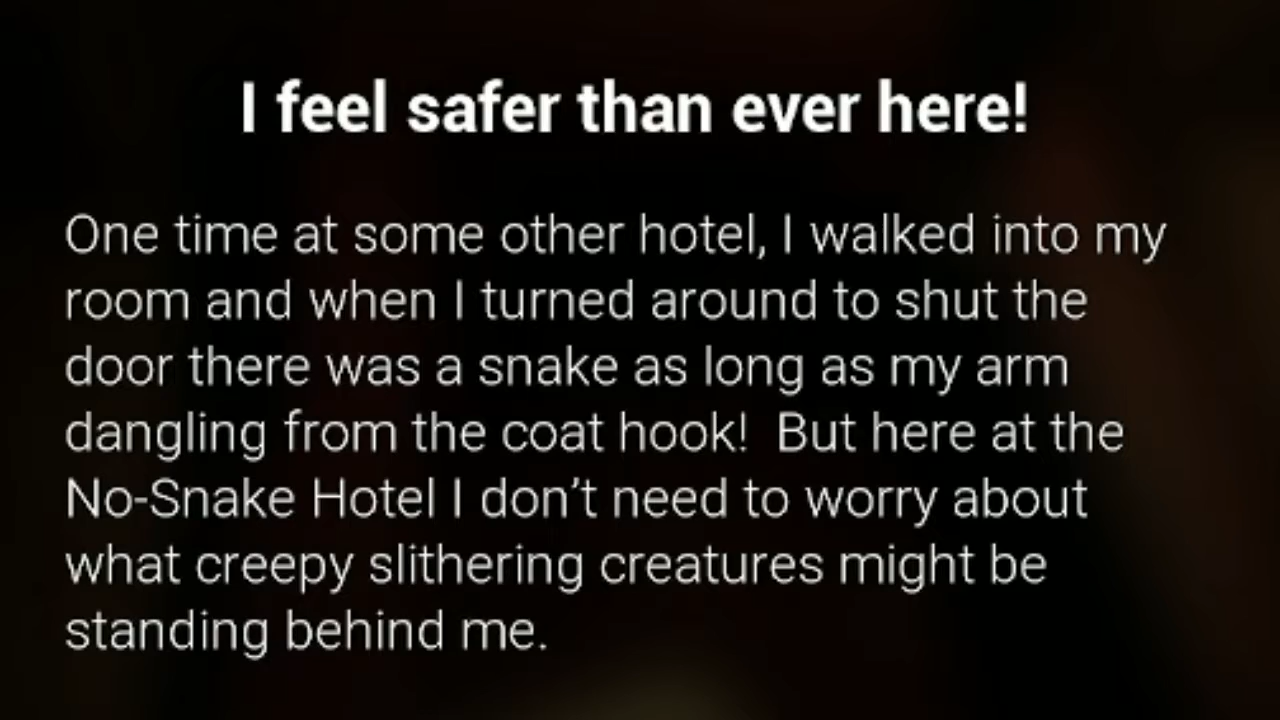 I feel safer than ever here!
One time at some other hotel, I walked into my
room and when I turned around to shut the
door there was a snake as long as my arm
dangling from the coat hook!  But here at the
No-Snake Hotel I don’t need to worry about
what creepy slithering creatures might be
standing behind me.